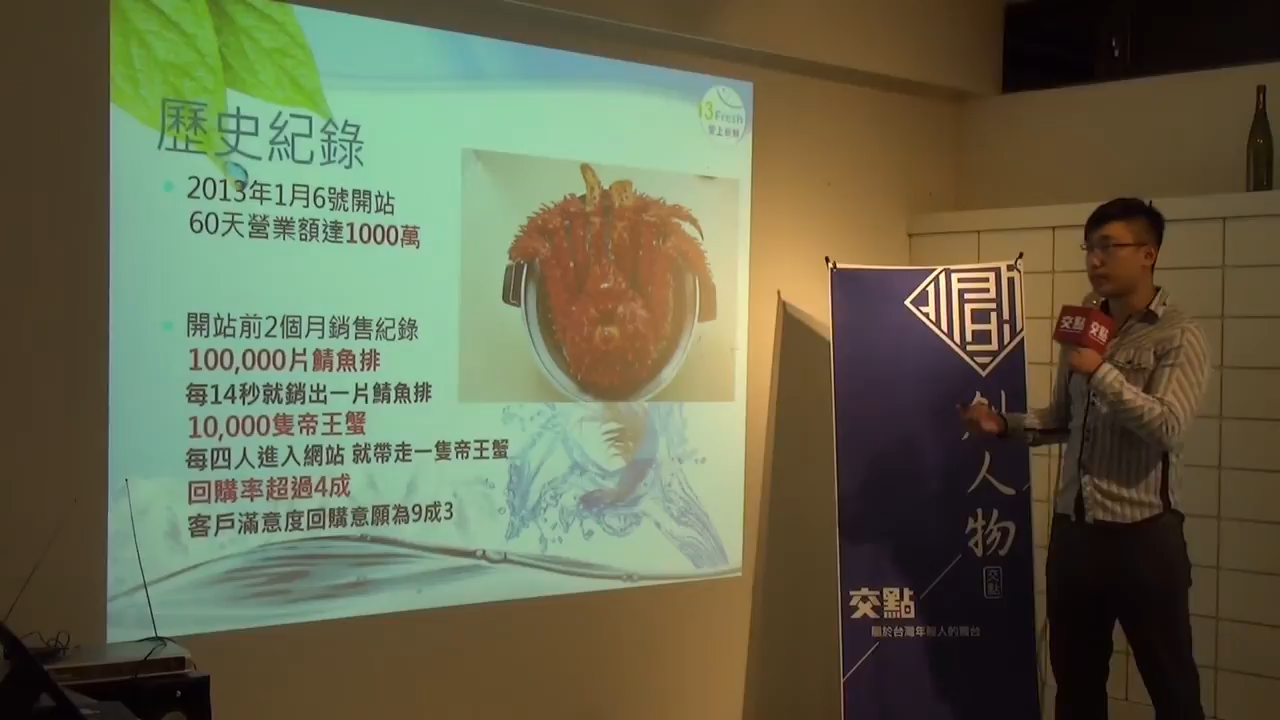 歷史紀錄
2013年1月6號開站
60天營業額達1000萬
開站前2個月銷售紀錄
100,000片鯖魚排
每14秒就銷出一片鯖魚排
10,000隻帝王蟹
每四人進入網站 就帶走一隻帝王蟹
回購率超過4成
客戶滿意度回購意願為9成3
i3Fresh
愛上新鮮
創
人物
交點
交點
屬於台灣年輕人的舞台
交點 交點